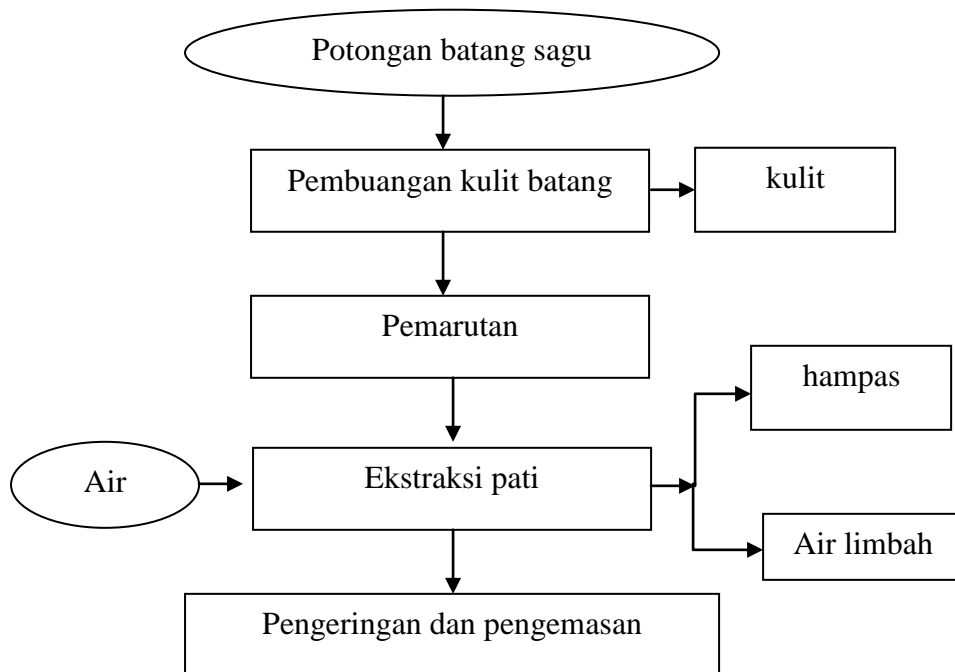 Potongan batang sagu
Pembuangan kulit batang
kulit
Pemarutan
hampas
Air
Ekstraksi pati
Air limbah
Pengeringan dan pengemasan